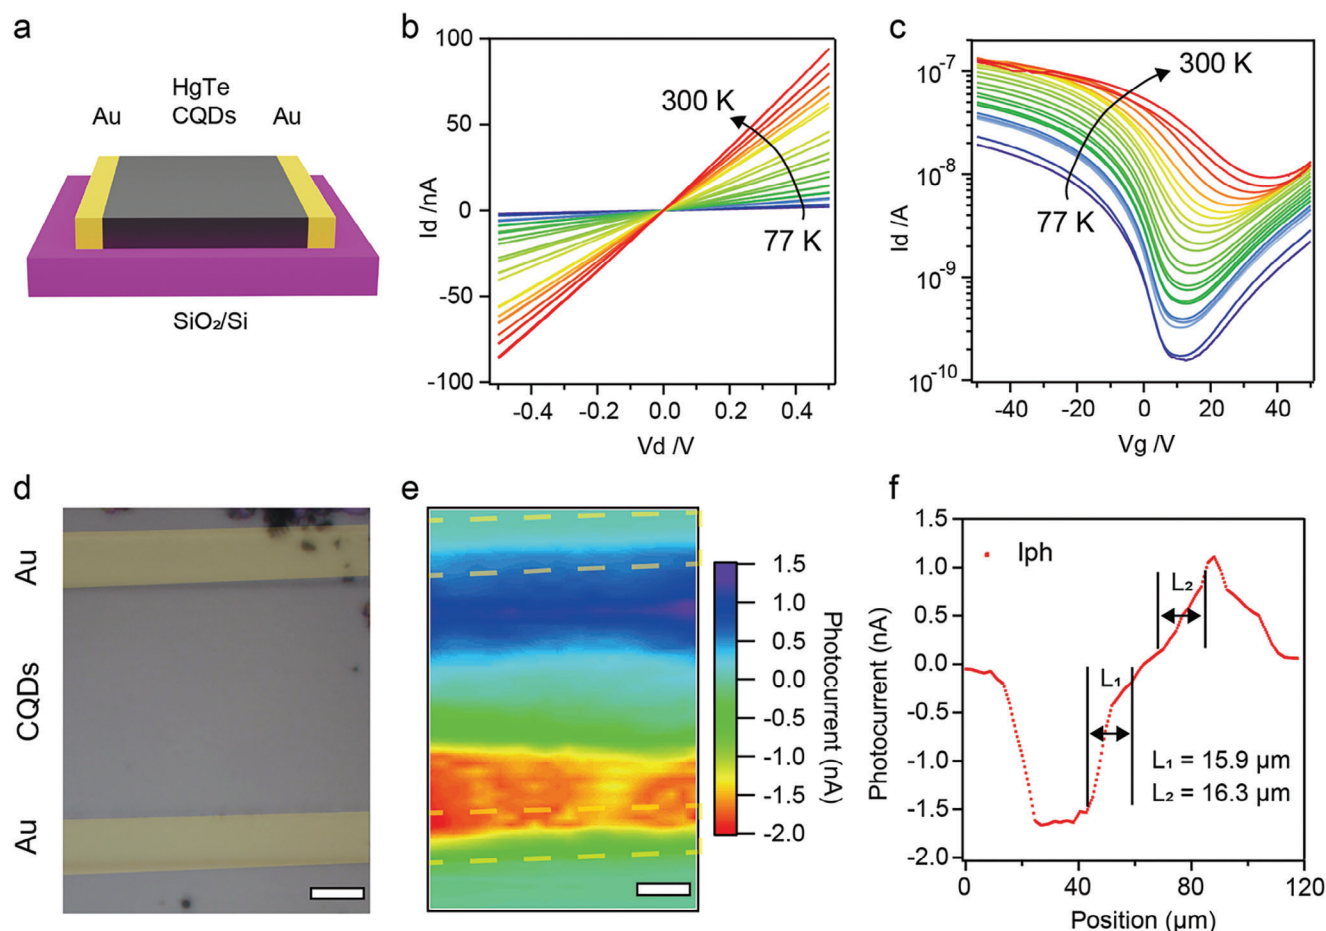 a
Au
HgTe
CQDs
Au
SiO₂/Si
b
Id /nA
100
50
0
-50
-100
300 K
77 K
-0.4
-0.2
0.0
0.2
0.4
Vd /V
c
Id /A
10⁻⁷
10⁻⁸
10⁻⁹
10⁻¹⁰
300 K
77 K
-40
-20
0
20
40
Vg /V
d
Au
CQDs
Au
e
1.5
1.0
0.5
0.0
-0.5
-1.0
-1.5
-2.0
Photocurrent (nA)
f
Photocurrent (nA)
1.5
1.0
0.5
0.0
-0.5
-1.0
-1.5
-2.0
Iph
L₂
L₁
L₁ = 15.9 µm
L₂ = 16.3 µm
0
40
80
120
Position (µm)